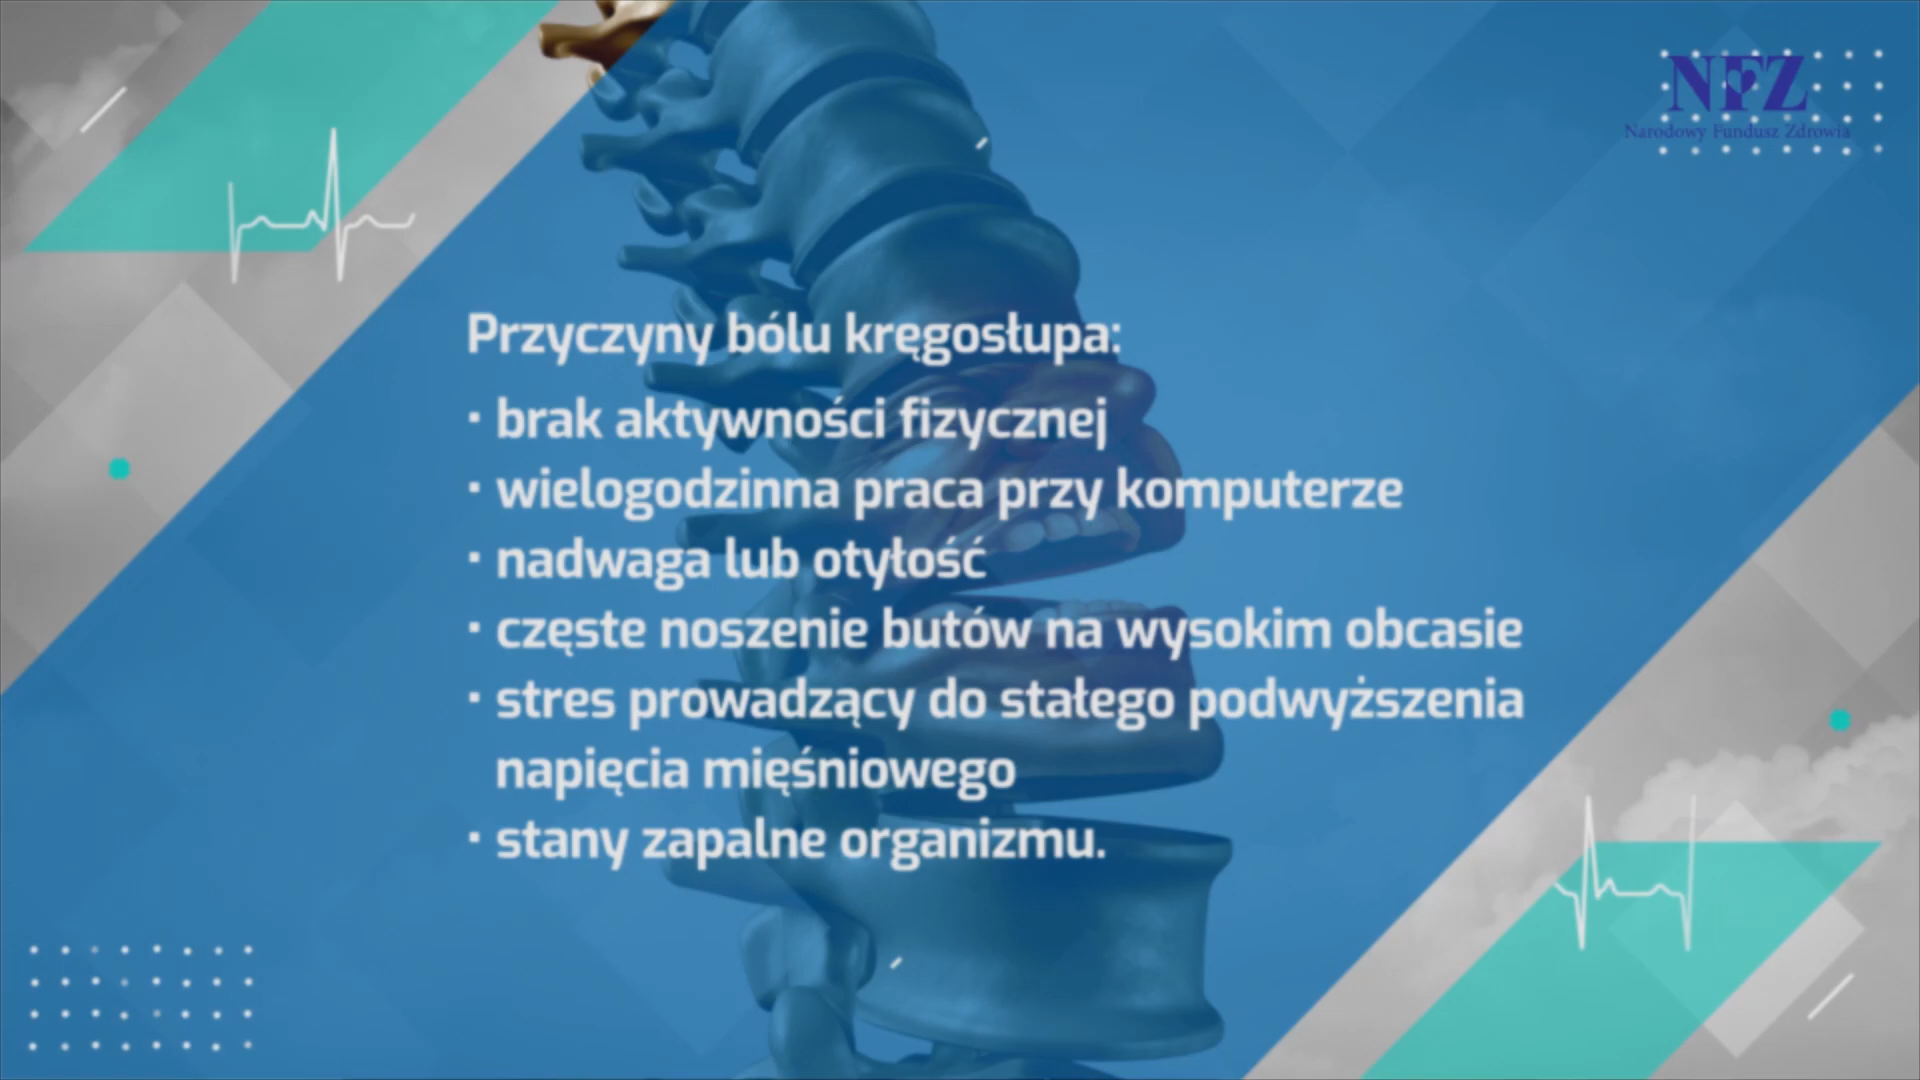 NFZ
Narodowy Fundusz Zdrowia
Przyczyny bólu kręgosłupa:
· brak aktywności fizycznej
· wielogodzinna praca przy komputerze
· nadwaga lub otyłość
· częste noszenie butów na wysokim obcasie
· stres prowadzący do stałego podwyższenia
napięcia mięśniowego
· stany zapalne organizmu.